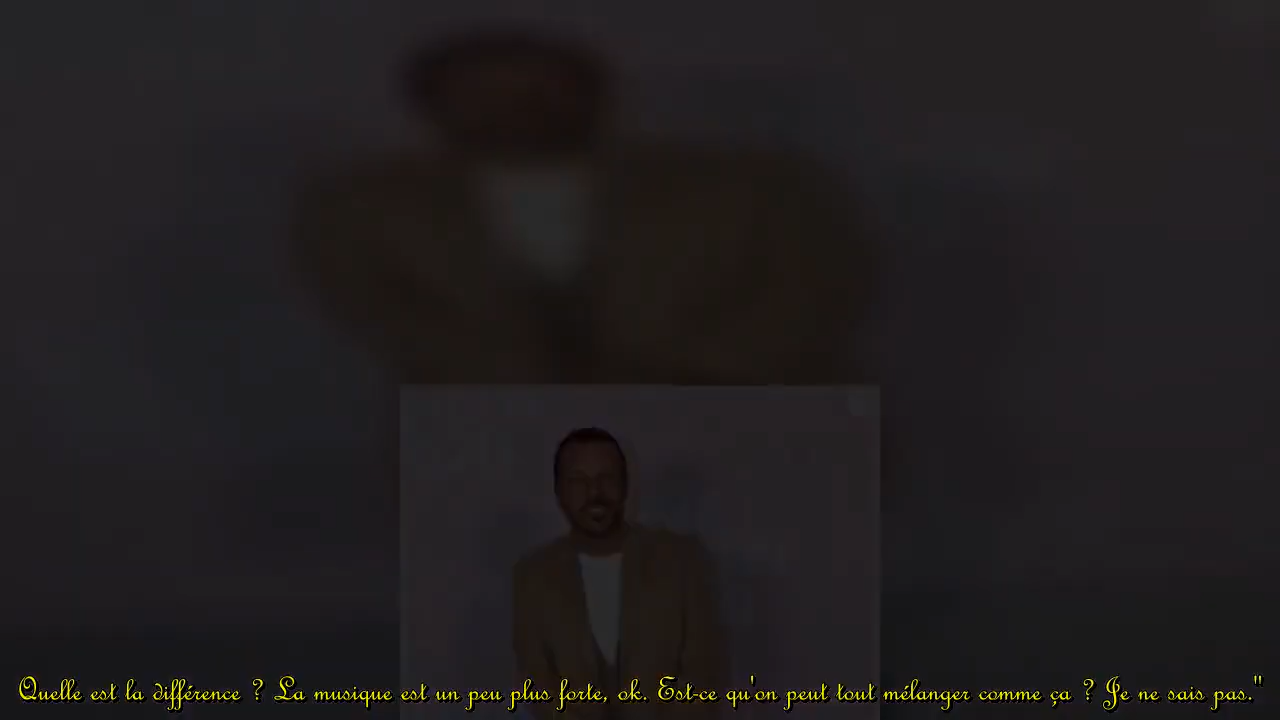 Quelle est la différence ? La musique est un peu plus forte, ok. Est-ce qu'on peut tout mélanger comme ça ? Je ne sais pas."